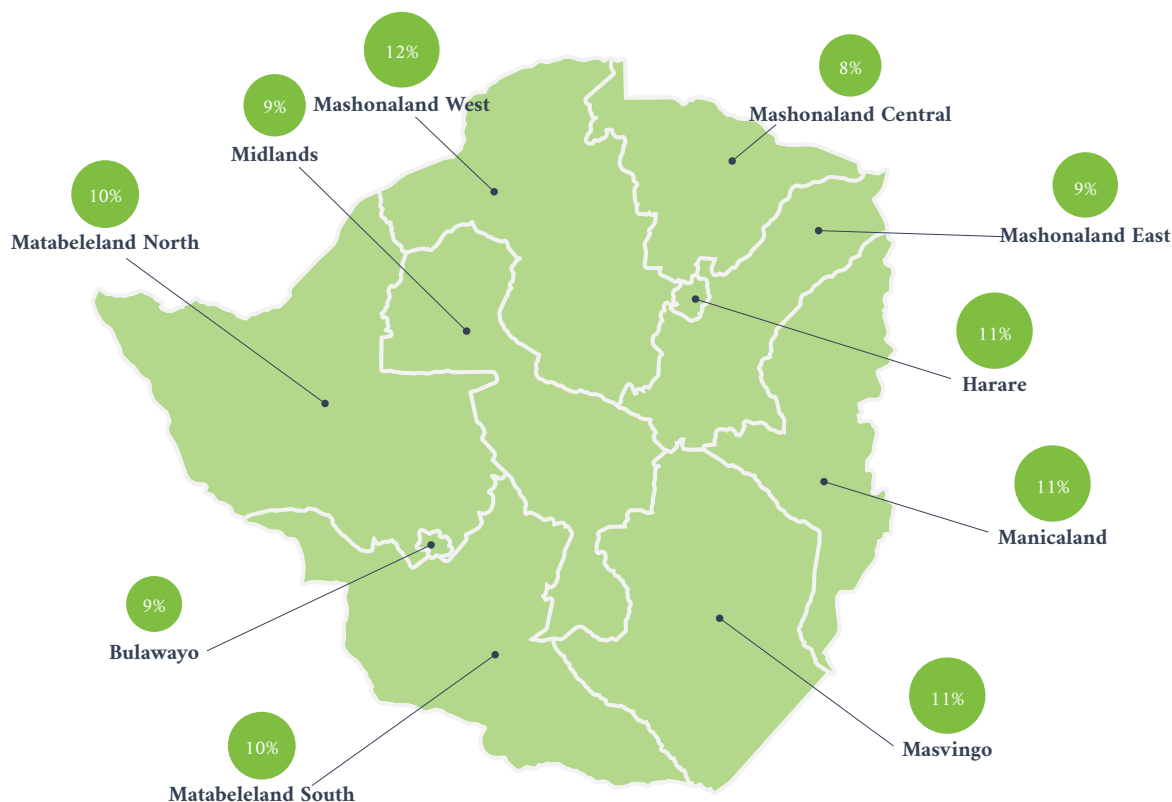 12%
Mashonaland West
8%
Mashonaland Central
9%
Midlands
10%
Matabeleland North
9%
Mashonaland East
11%
Harare
11%
Manicaland
9%
Bulawayo
11%
Masvingo
10%
Matabeleland South